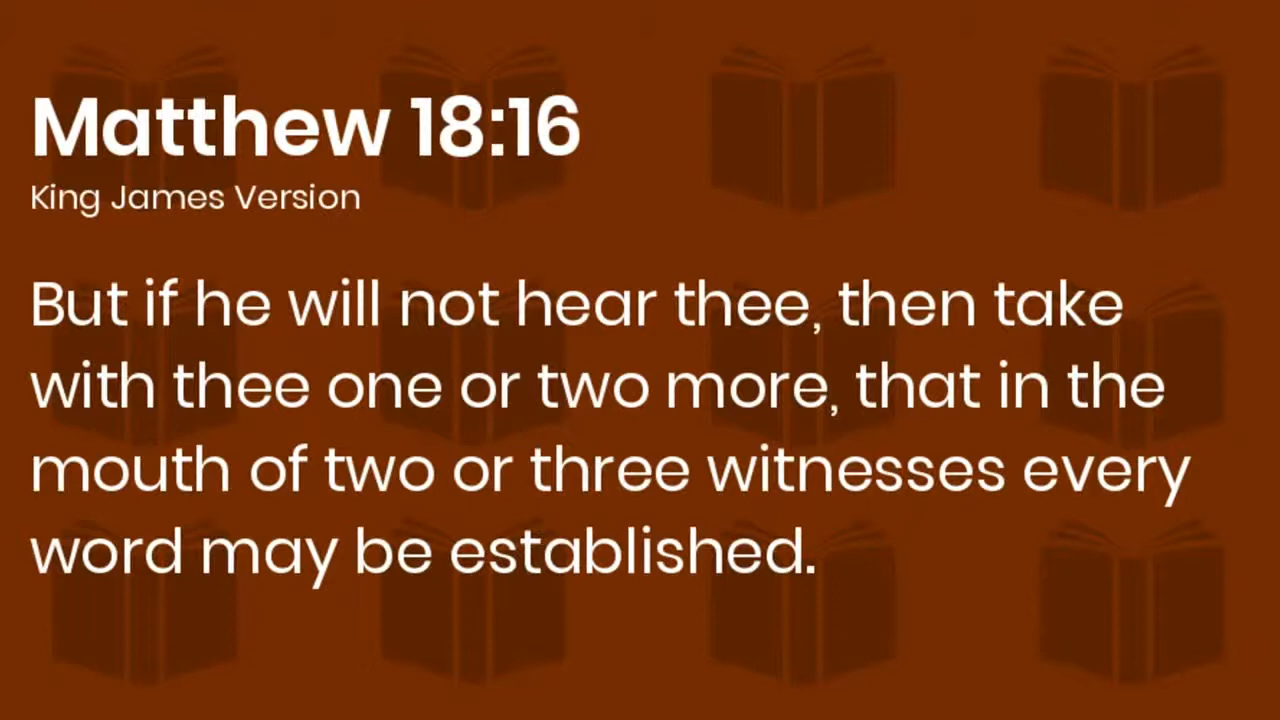 Matthew 18:16
King James Version
But if he will not hear thee, then take
with thee one or two more, that in the
mouth of two or three witnesses every
word may be established.